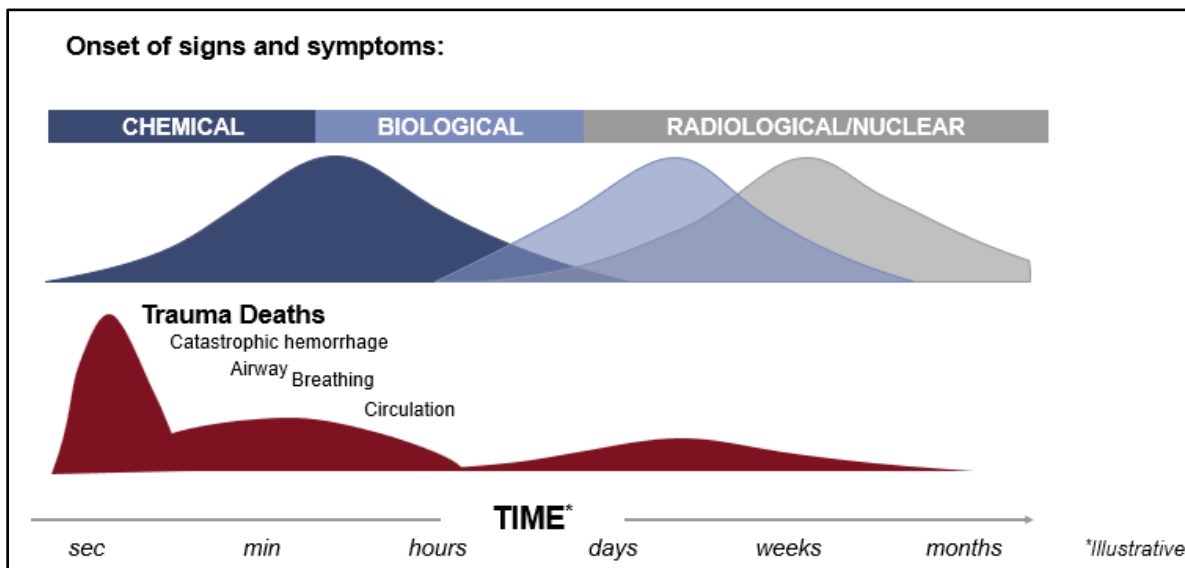 Onset of signs and symptoms:
CHEMICAL BIOLOGICAL RADIOLOGICAL/NUCLEAR
Trauma Deaths
Catastrophic hemorrhage
Airway Breathing
Circulation
TIME*
sec min hours days weeks months *Illustrative